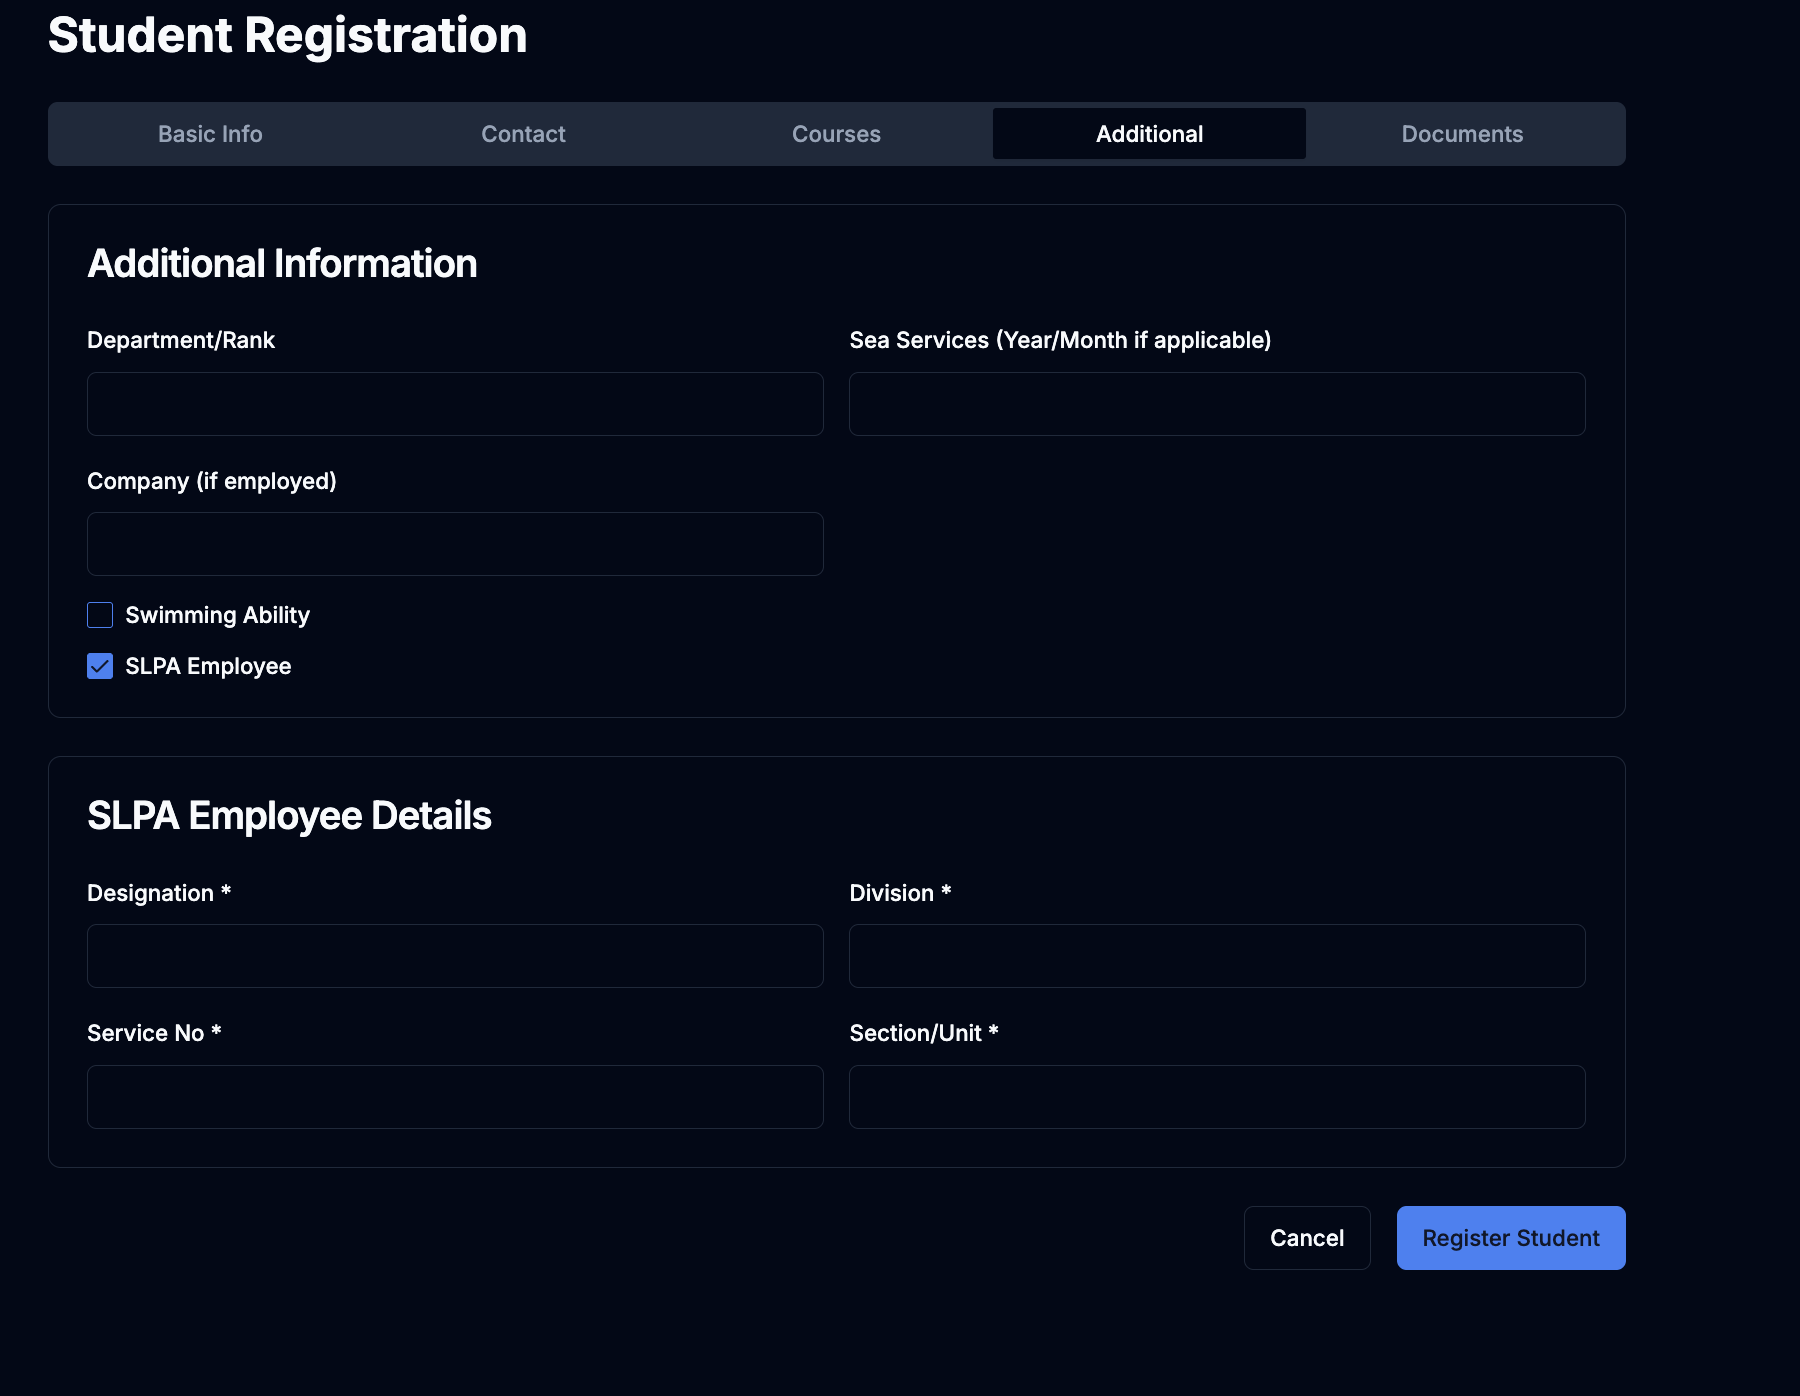 Student Registration
Basic Info
Contact
Courses
Additional
Documents
Additional Information
Department/Rank
Sea Services (Year/Month if applicable)
Company (if employed)
Swimming Ability
SLPA Employee
SLPA Employee Details
Designation *
Division *
Service No *
Section/Unit *
Cancel
Register Student